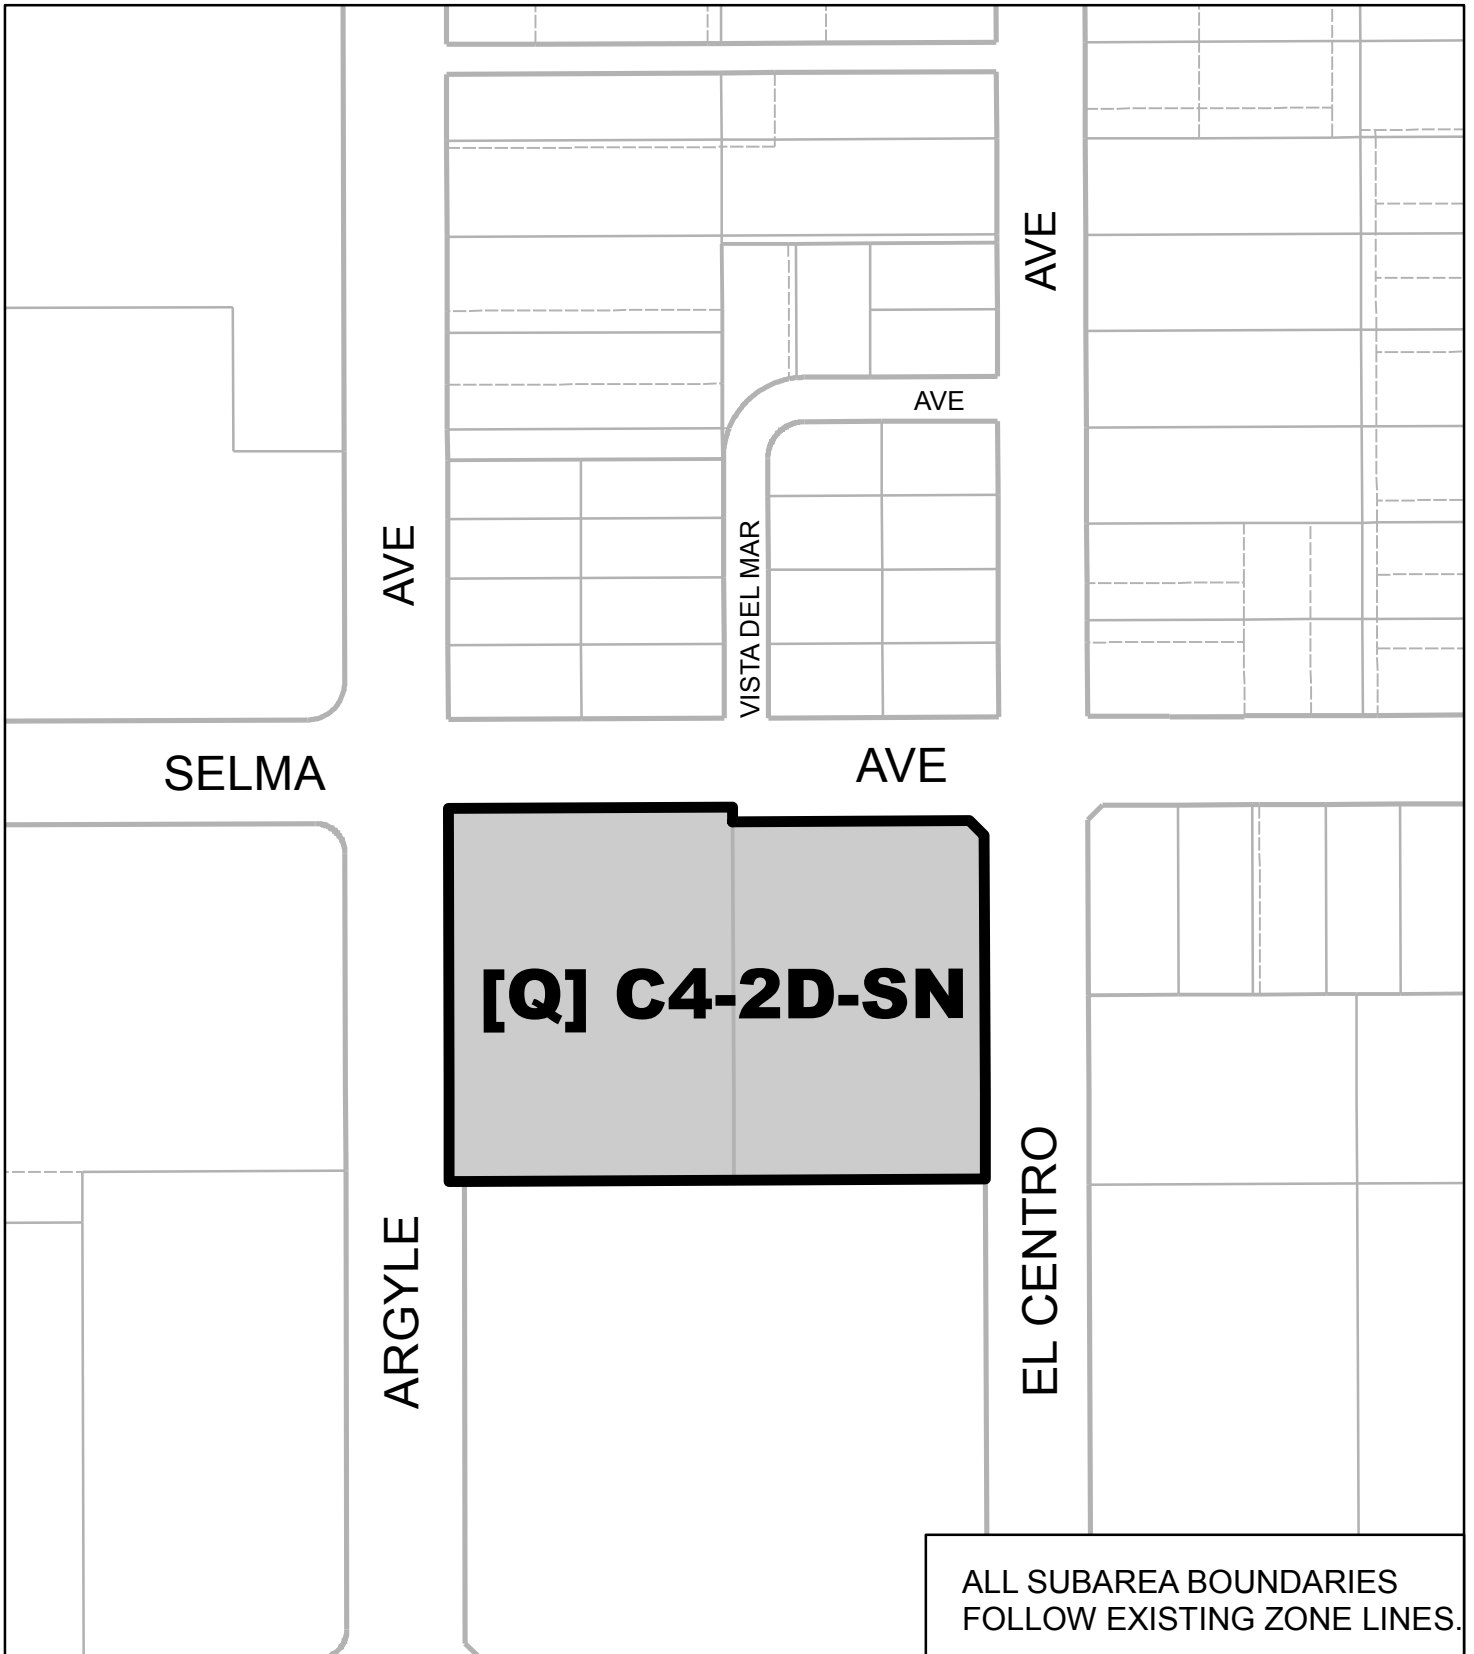 AVE
AVE
AVE
VISTA DEL MAR
SELMA
AVE
[Q] C4-2D-SN
EL CENTRO
ARGYLE
ALL SUBAREA BOUNDARIES
FOLLOW EXISTING ZONE LINES.